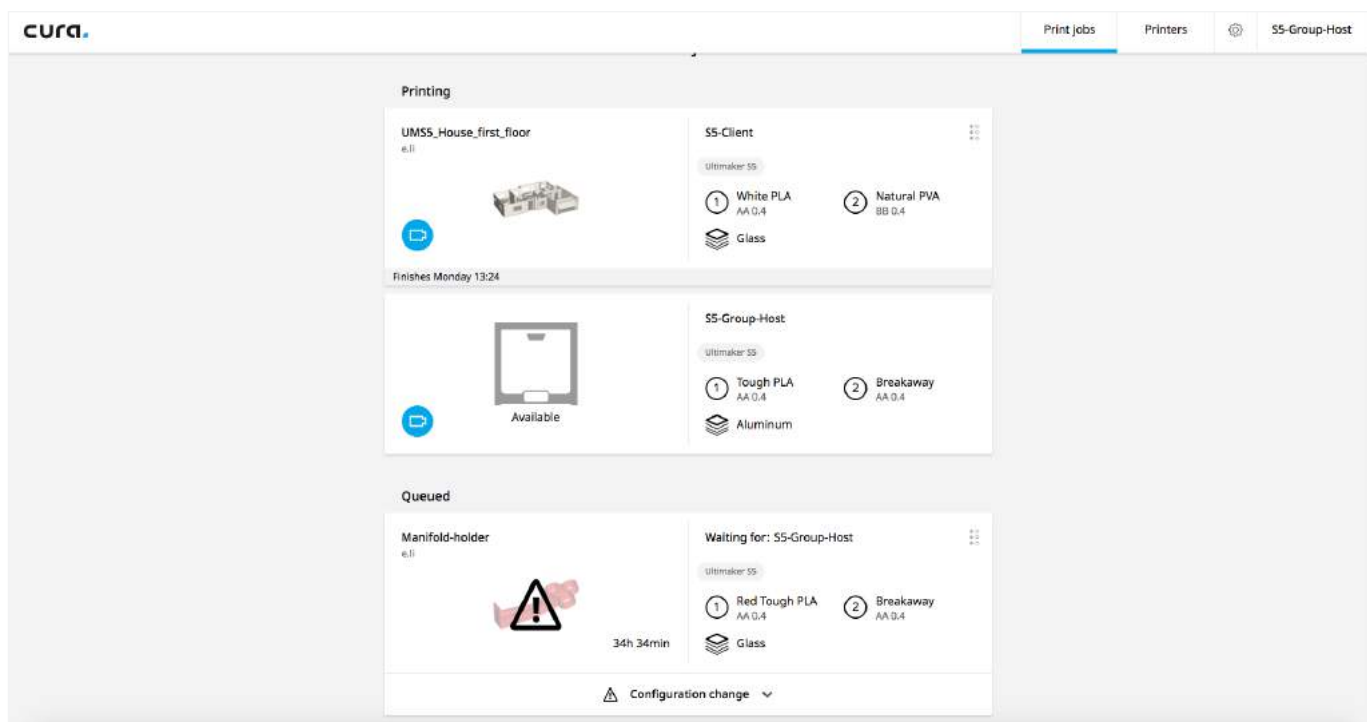 cura.
Print jobs
Printers
S5-Group-Host
Printing
UMS5_House_first_floor
e.li
S5-Client
Ultimaker S5
1 White PLA
AA 0.4
2 Natural PVA
BB 0.4
Glass
Finishes Monday 13:24
Available
S5-Group-Host
Ultimaker S5
1 Tough PLA
AA 0.4
2 Breakaway
AA 0.4
Aluminum
Queued
Manifold-holder
e.li
34h 34min
Waiting for: S5-Group-Host
Ultimaker S5
1 Red Tough PLA
AA 0.4
2 Breakaway
AA 0.4
Glass
Configuration change